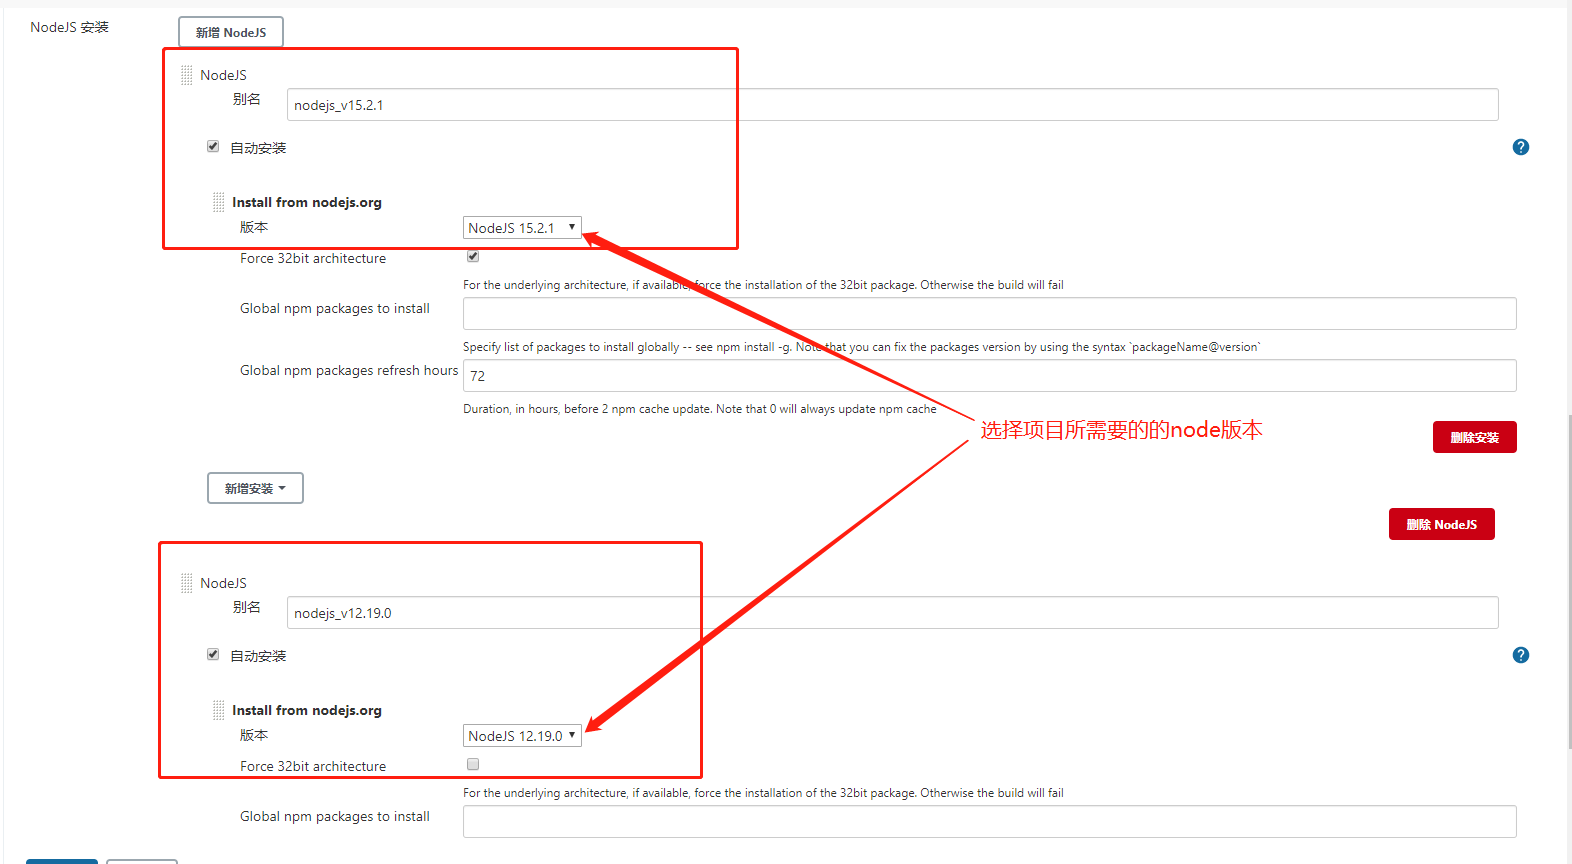 NodeJS 安装
新增 NodeJS
NodeJS
别名
nodejs_v15.2.1
自动安装
Install from nodejs.org
版本
NodeJS 15.2.1
Force 32bit architecture
For the underlying architecture, if available, force the installation of the 32bit package. Otherwise the build will fail
Global npm packages to install
Specify list of packages to install globally -- see npm install -g. Note that you can fix the packages version by using the syntax `packageName@version`
Global npm packages refresh hours
72
Duration, in hours, before 2 npm cache update. Note that 0 will always update npm cache
选择项目所需要的的node版本
删除安装
新增安装
删除 NodeJS
NodeJS
别名
nodejs_v12.19.0
自动安装
Install from nodejs.org
版本
NodeJS 12.19.0
Force 32bit architecture
For the underlying architecture, if available, force the installation of the 32bit package. Otherwise the build will fail
Global npm packages to install